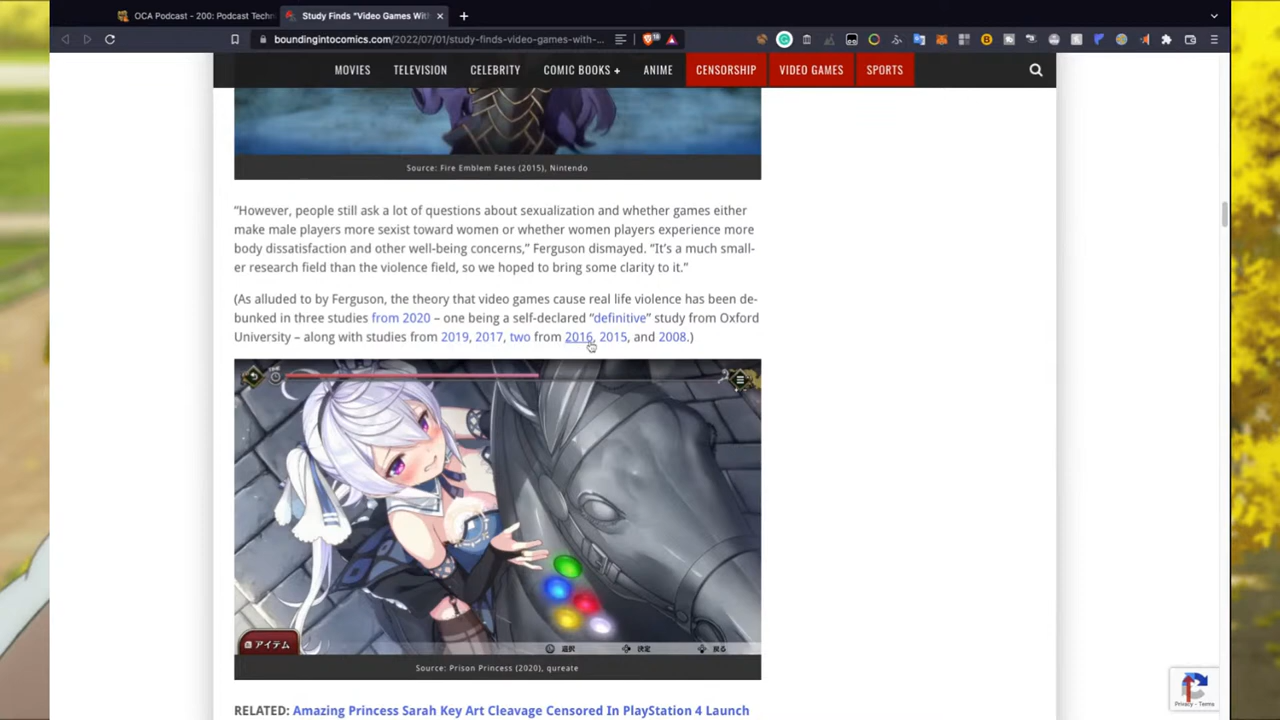 OCA Podcast - 200: Podcast Techn
Study Finds "Video Games With
boundingintocomics.com/2022/07/01/study-finds-video-games-with-...
MOVIES TELEVISION CELEBRITY COMIC BOOKS + ANIME CENSORSHIP VIDEO GAMES SPORTS
Source: Fire Emblem Fates (2015), Nintendo
“However, people still ask a lot of questions about sexualization and whether games either
make male players more sexist toward women or whether women players experience more
body dissatisfaction and other well-being concerns,” Ferguson dismayed. “It’s a much small-
er research field than the violence field, so we hoped to bring some clarity to it.”
(As alluded to by Ferguson, the theory that video games cause real life violence has been de-
bunked in three studies from 2020 – one being a self-declared “definitive” study from Oxford
University – along with studies from 2019, 2017, two from 2016, 2015, and 2008.)
アイテム
選択 決定 戻る
Source: Prison Princess (2020), qureate
RELATED: Amazing Princess Sarah Key Art Cleavage Censored In PlayStation 4 Launch
Privacy - Terms